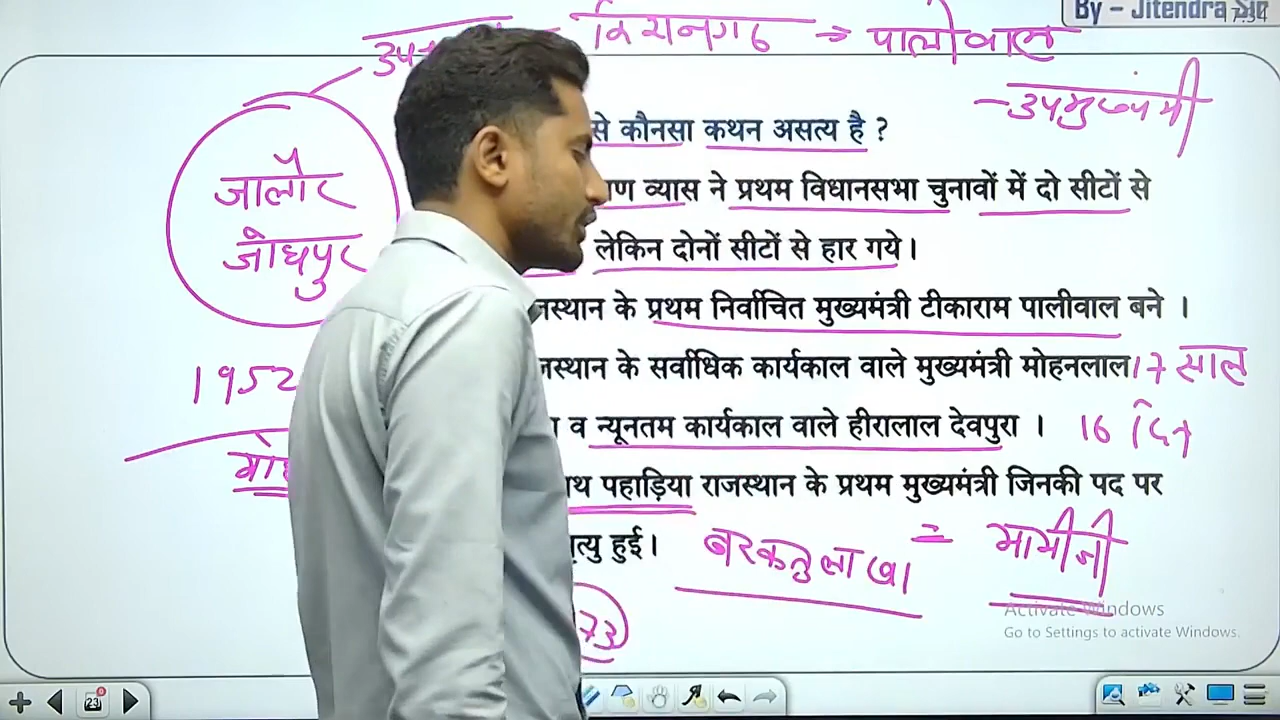 By – Jitendra Sir
किशनगढ → पालीवाल
– उपमुख्यमंत्री
से कौनसा कथन असत्य है ?
जालौर
जोधपुर
व्यास ने प्रथम विधानसभा चुनावों में दो सीटों से
लेकिन दोनों सीटों से हार गये।
के प्रथम निर्वाचित मुख्यमंत्री टीकाराम पालीवाल बने ।
1952
के सर्वाधिक कार्यकाल वाले मुख्यमंत्री मोहनलाल 17 साल
व न्यूनतम कार्यकाल वाले हीरालाल देवपुरा । 16 दिन
पहाड़िया राजस्थान के प्रथम मुख्यमंत्री जिनकी पद पर
हुई।
बरकतुला खां =
73
Activate Windows
Go to Settings to activate Windows.
23